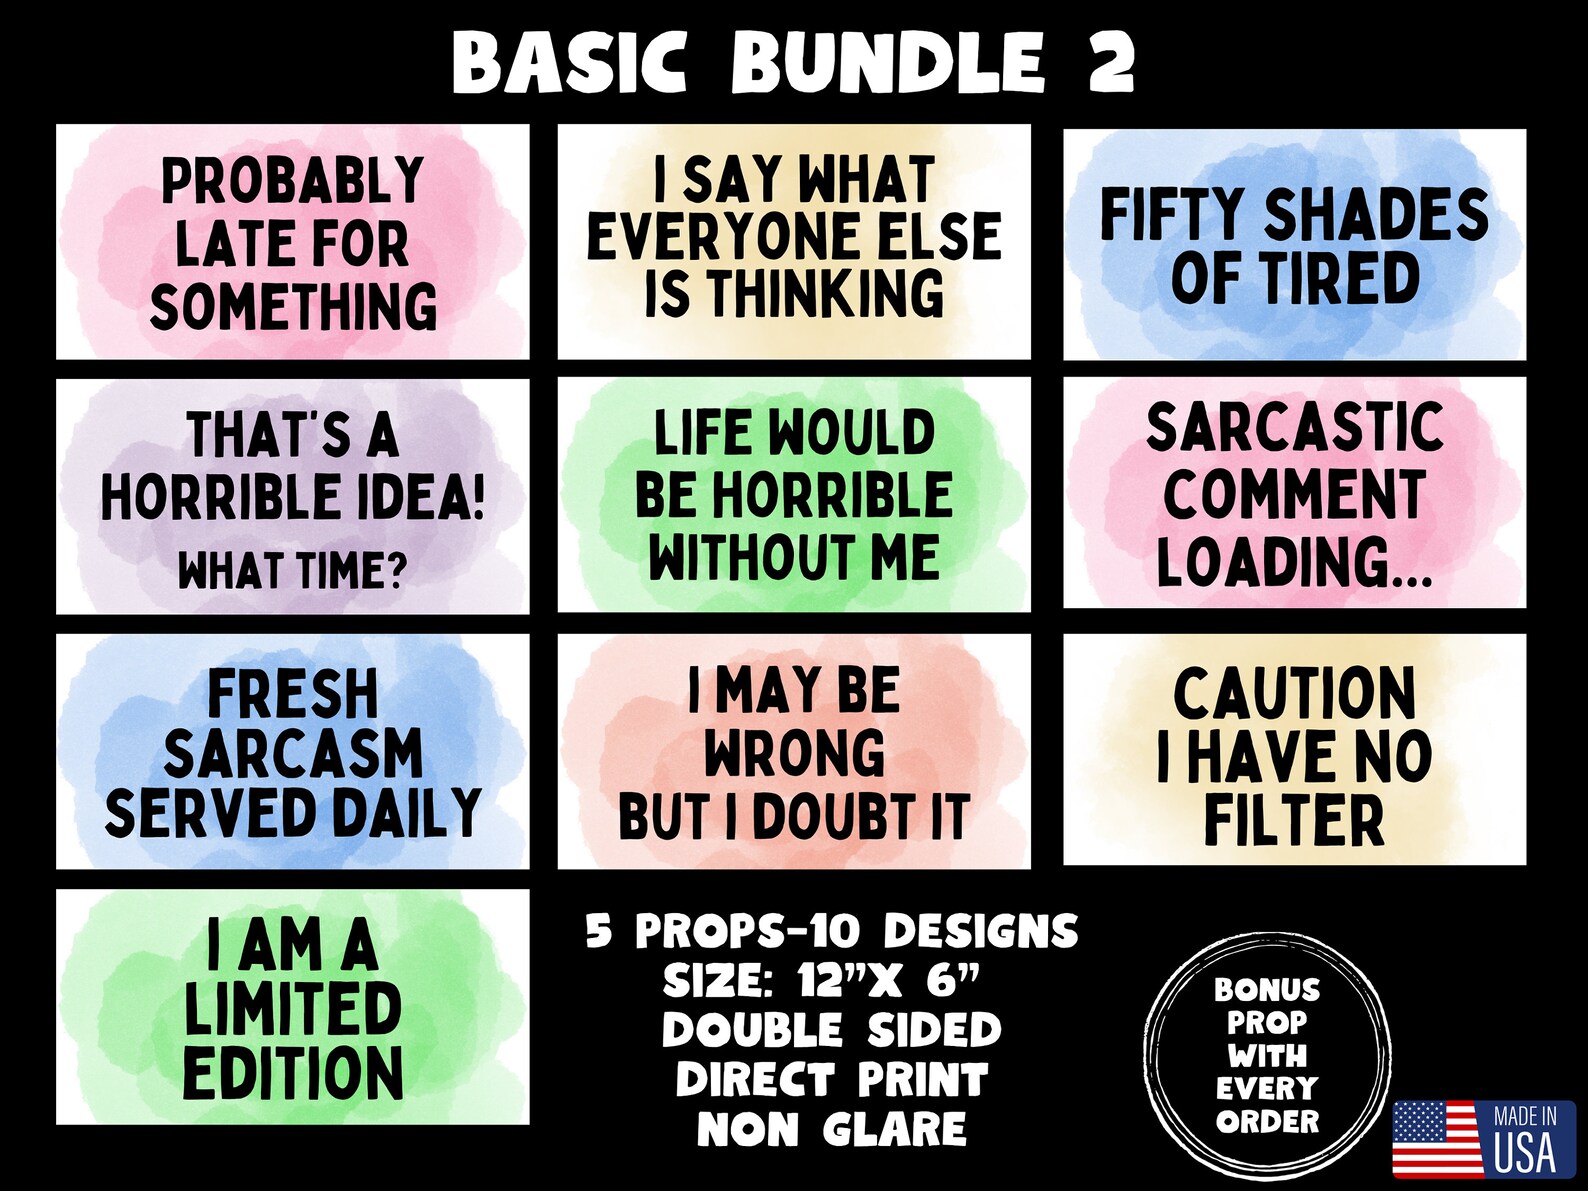 BASIC BUNDLE 2
PROBABLY
LATE FOR
SOMETHING
I SAY WHAT
EVERYONE ELSE
IS THINKING
FIFTY SHADES
OF TIRED
THAT'S A
HORRIBLE IDEA!
WHAT TIME?
LIFE WOULD
BE HORRIBLE
WITHOUT ME
SARCASTIC
COMMENT
LOADING...
FRESH
SARCASM
SERVED DAILY
I MAY BE
WRONG
BUT I DOUBT IT
CAUTION
I HAVE NO
FILTER
I AM A
LIMITED
EDITION
5 PROPS-10 DESIGNS
SIZE: 12”X 6”
DOUBLE SIDED
DIRECT PRINT
NON GLARE
BONUS
PROP
WITH
EVERY
ORDER
MADE IN
USA